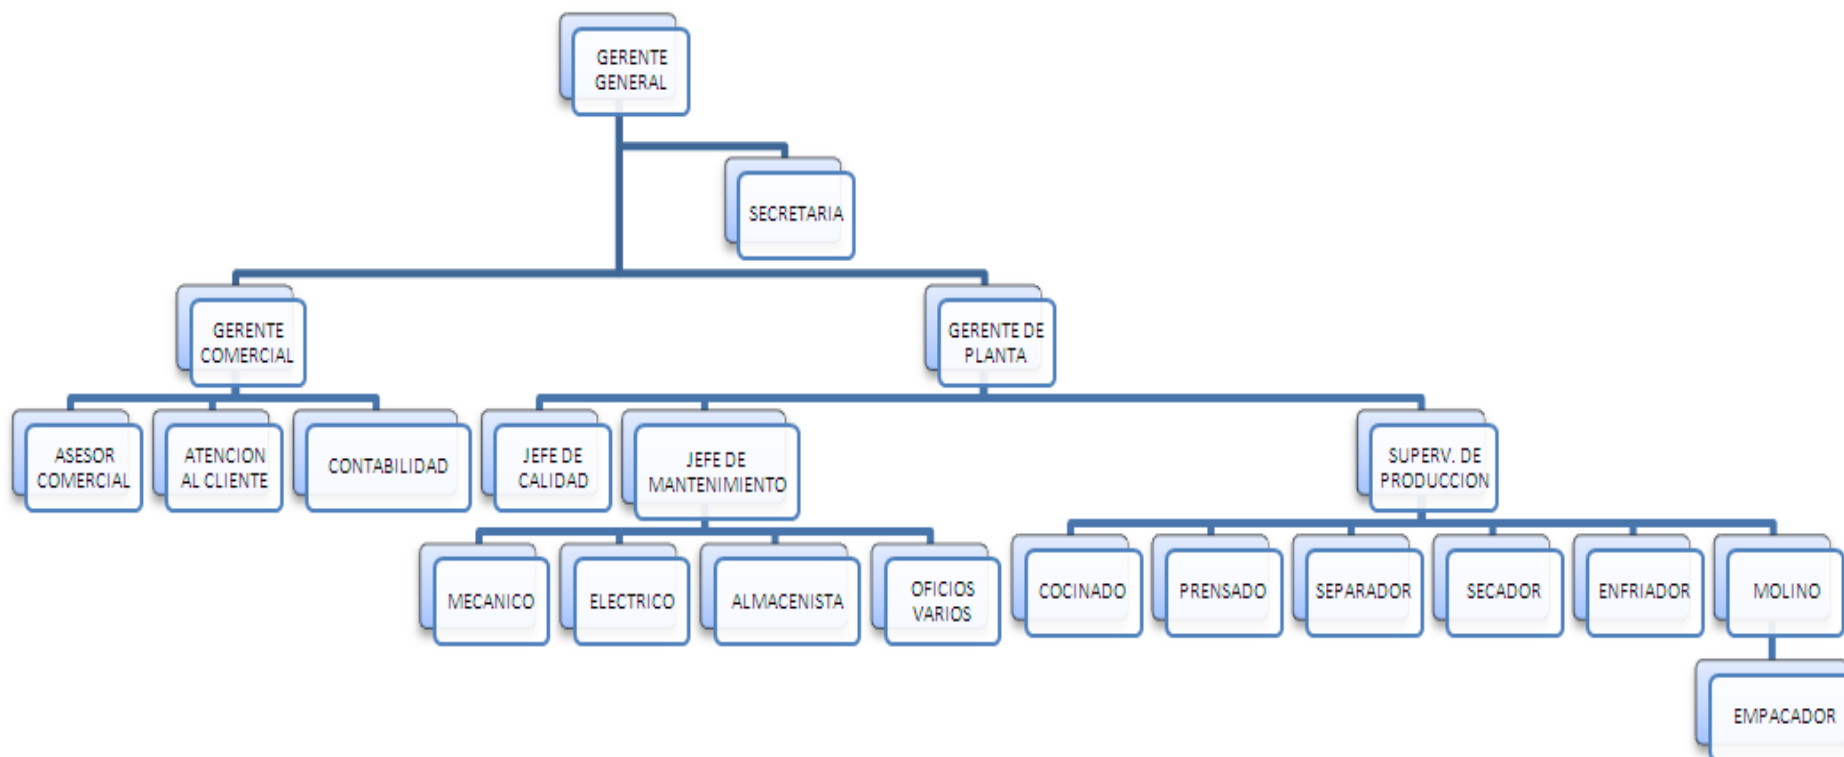 GERENTE
GENERAL
SECRETARIA
GERENTE
COMERCIAL
GERENTE DE
PLANTA
ASESOR
COMERCIAL
ATENCION
AL CLIENTE
CONTABILIDAD
JEFE DE
CALIDAD
JEFE DE
MANTENIMIENTO
SUPERV. DE
PRODUCCION
MECANICO
ELECTRICO
ALMACENISTA
OFICIOS
VARIOS
COCINADO
PRENSADO
SEPARADOR
SECADOR
ENFRIADOR
MOLINO
EMPACADOR